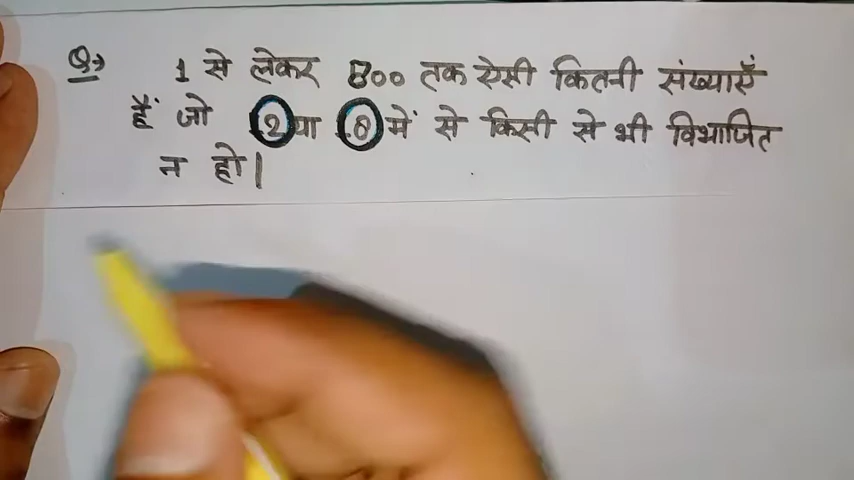 Q→ 1 से लेकर 800 तक ऐसी कितनी संख्याएँ
हैं जो 2 या 8 में से किसी से भी विभाजित
न हो।